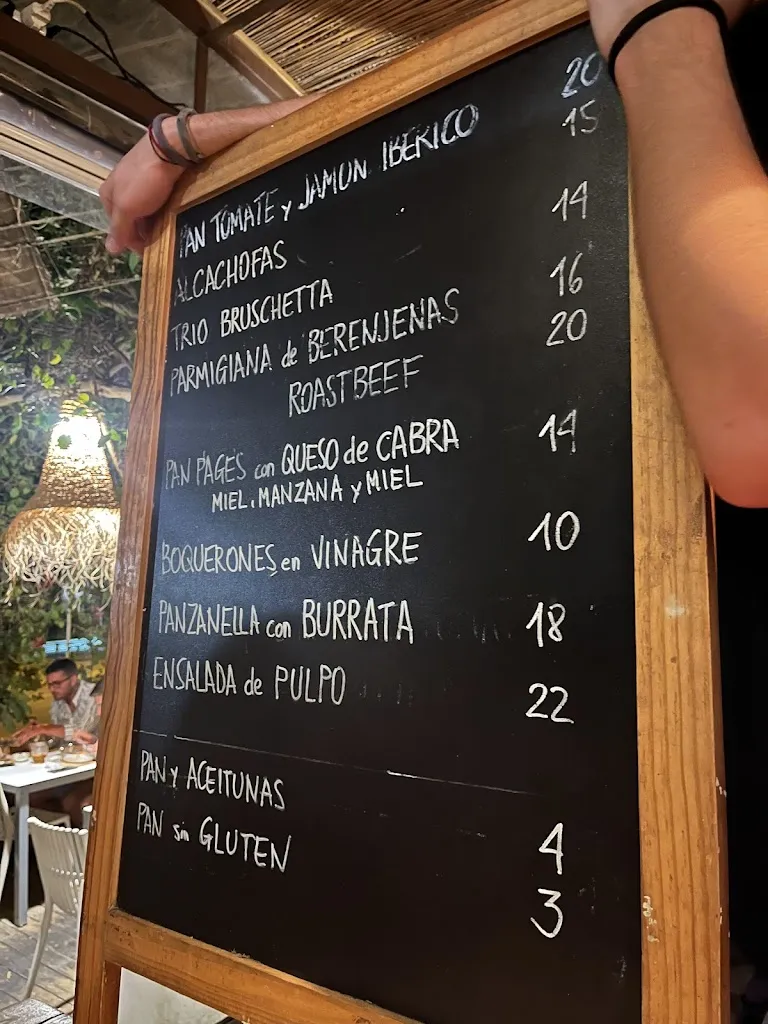 PAN TOMATE y JAMON IBERICO 20
ALCACHOFAS 15
TRIO BRUSCHETTA 14
PARMIGIANA de BERENJENAS 16
ROASTBEEF 20
PAN PAGES con QUESO de CABRA 14
MIEL, MANZANA y MIEL
BOQUERONES en VINAGRE 10
PANZANELLA con BURRATA 18
ENSALADA de PULPO 22
PAN y ACEITUNAS 4
PAN sin GLUTEN 3